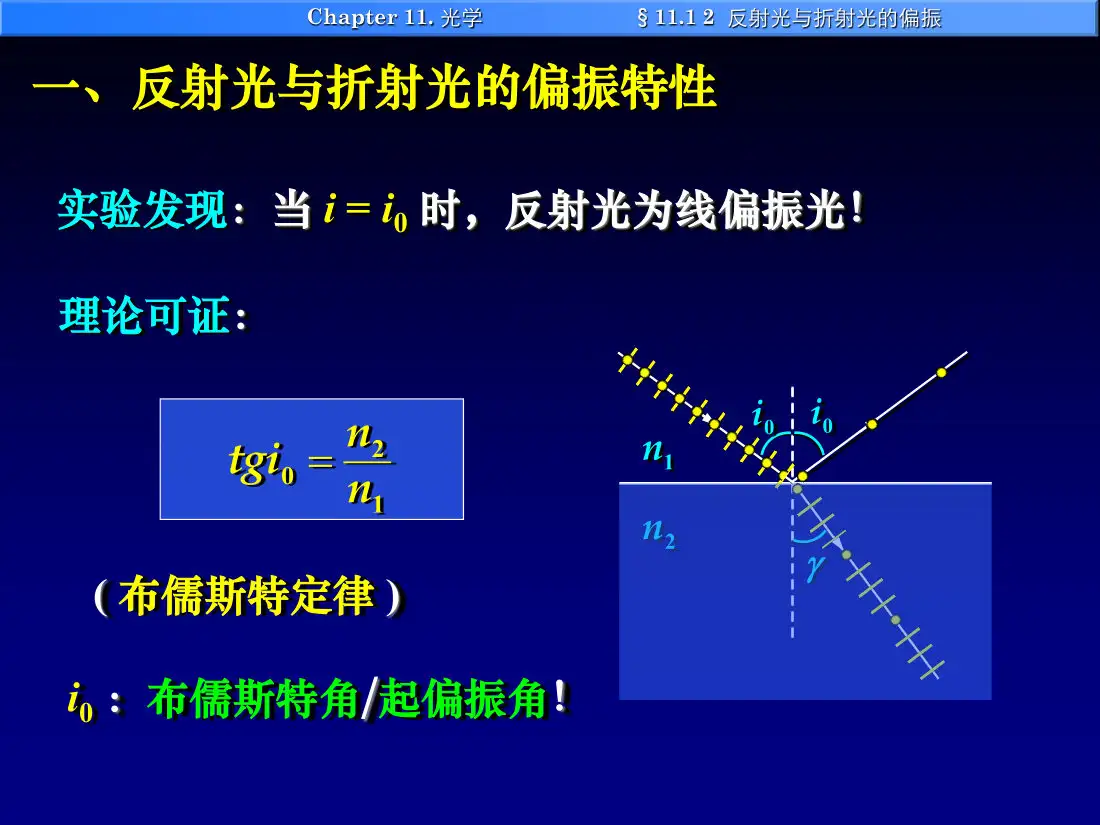 Chapter 11. 光学 §11.1 2 反射光与折射光的偏振
一、反射光与折射光的偏振特性
实验发现：当 i = i₀ 时，反射光为线偏振光！
理论可证：
tgi₀ = n₂/n₁
（布儒斯特定律）
i₀：布儒斯特角/起偏振角！
i₀ i₀
n₁
n₂
γ